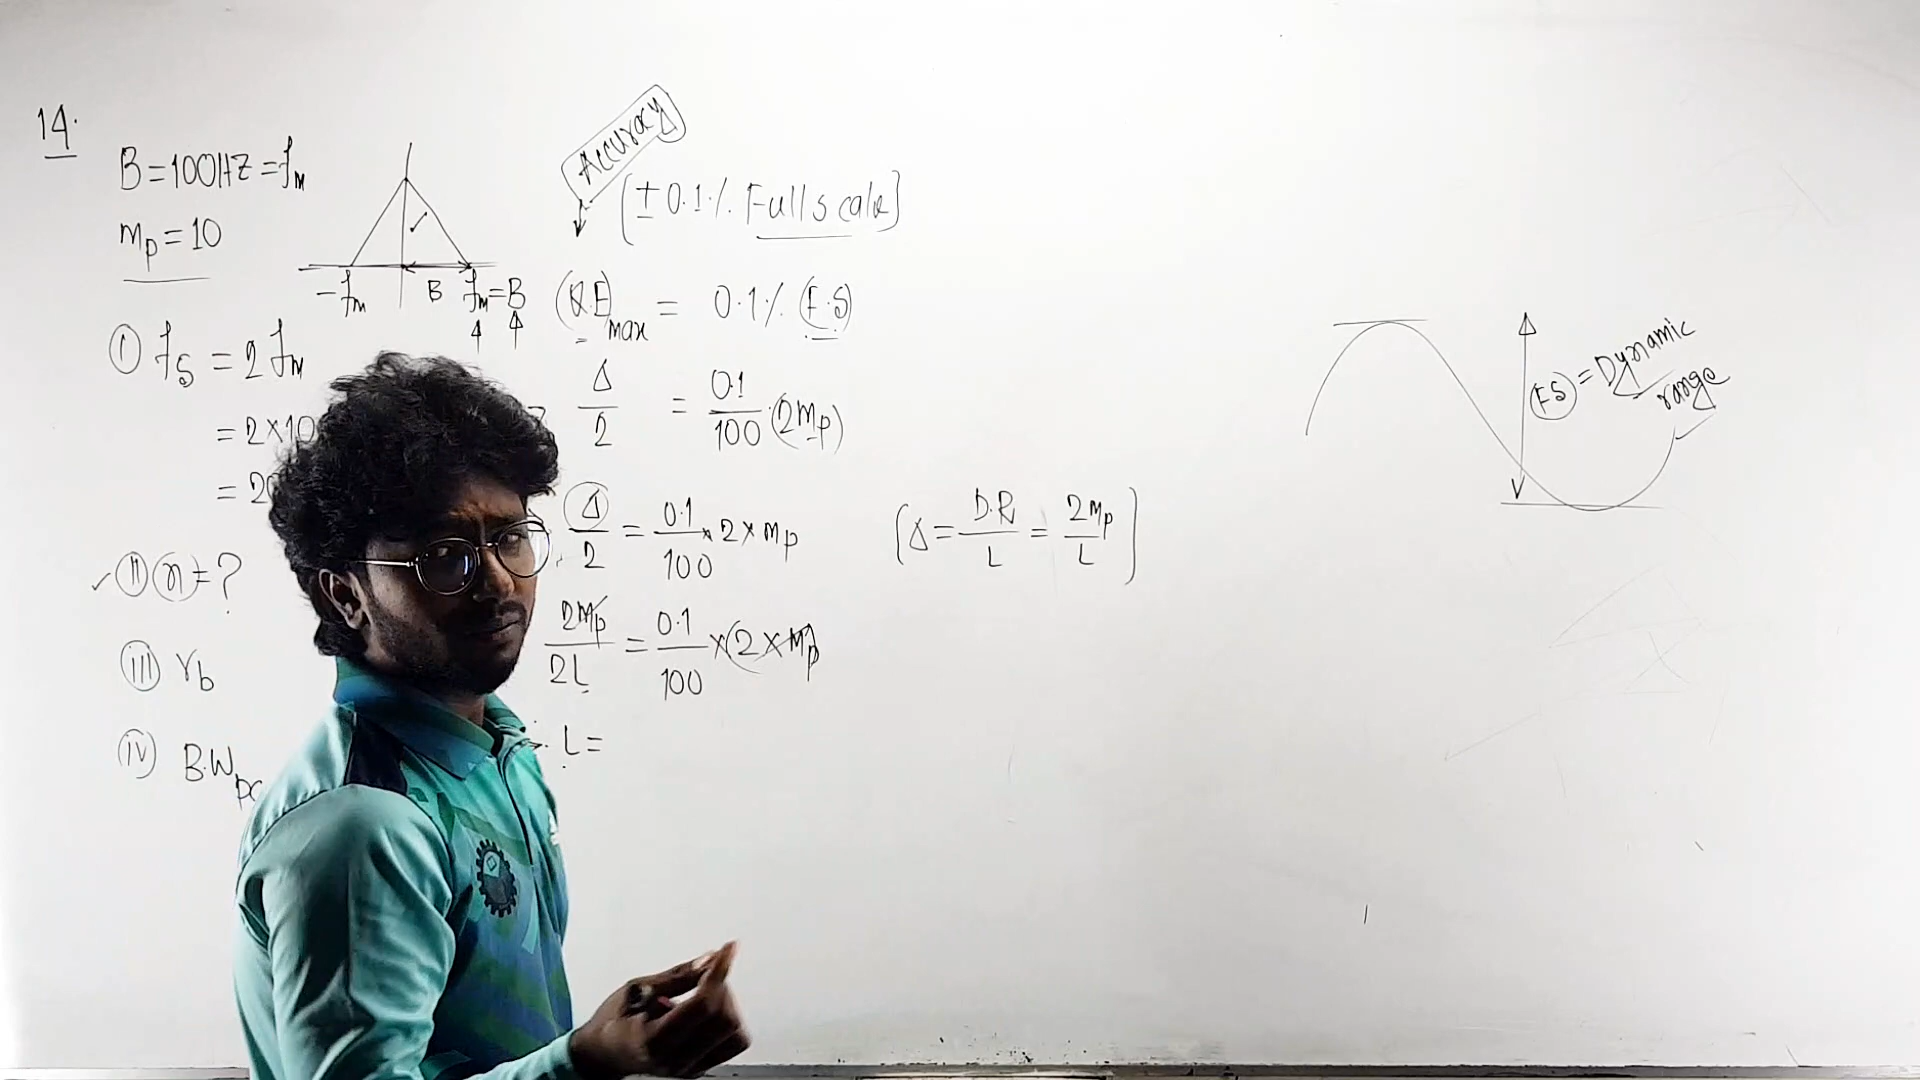 14.
B=100HZ=fm
mp=10
-fm B fm=B
① fs = 2 fm
= 2×10
= 20
✓ ⑪ (n)=?
(iii) rb
(iv) B.W
Accuracy
[±0.1% Full scale]
(Q.E)max = 0.1% (F.S)
Δ/2 = 0.1/100 (2mp)
Δ/2 = 0.1/100 × 2 × mp [Δ = D.R/L = 2mp/L]
2mp/2L = 0.1/100 × (2 × mp)
∴ L =
(FS) = Dynamic
range